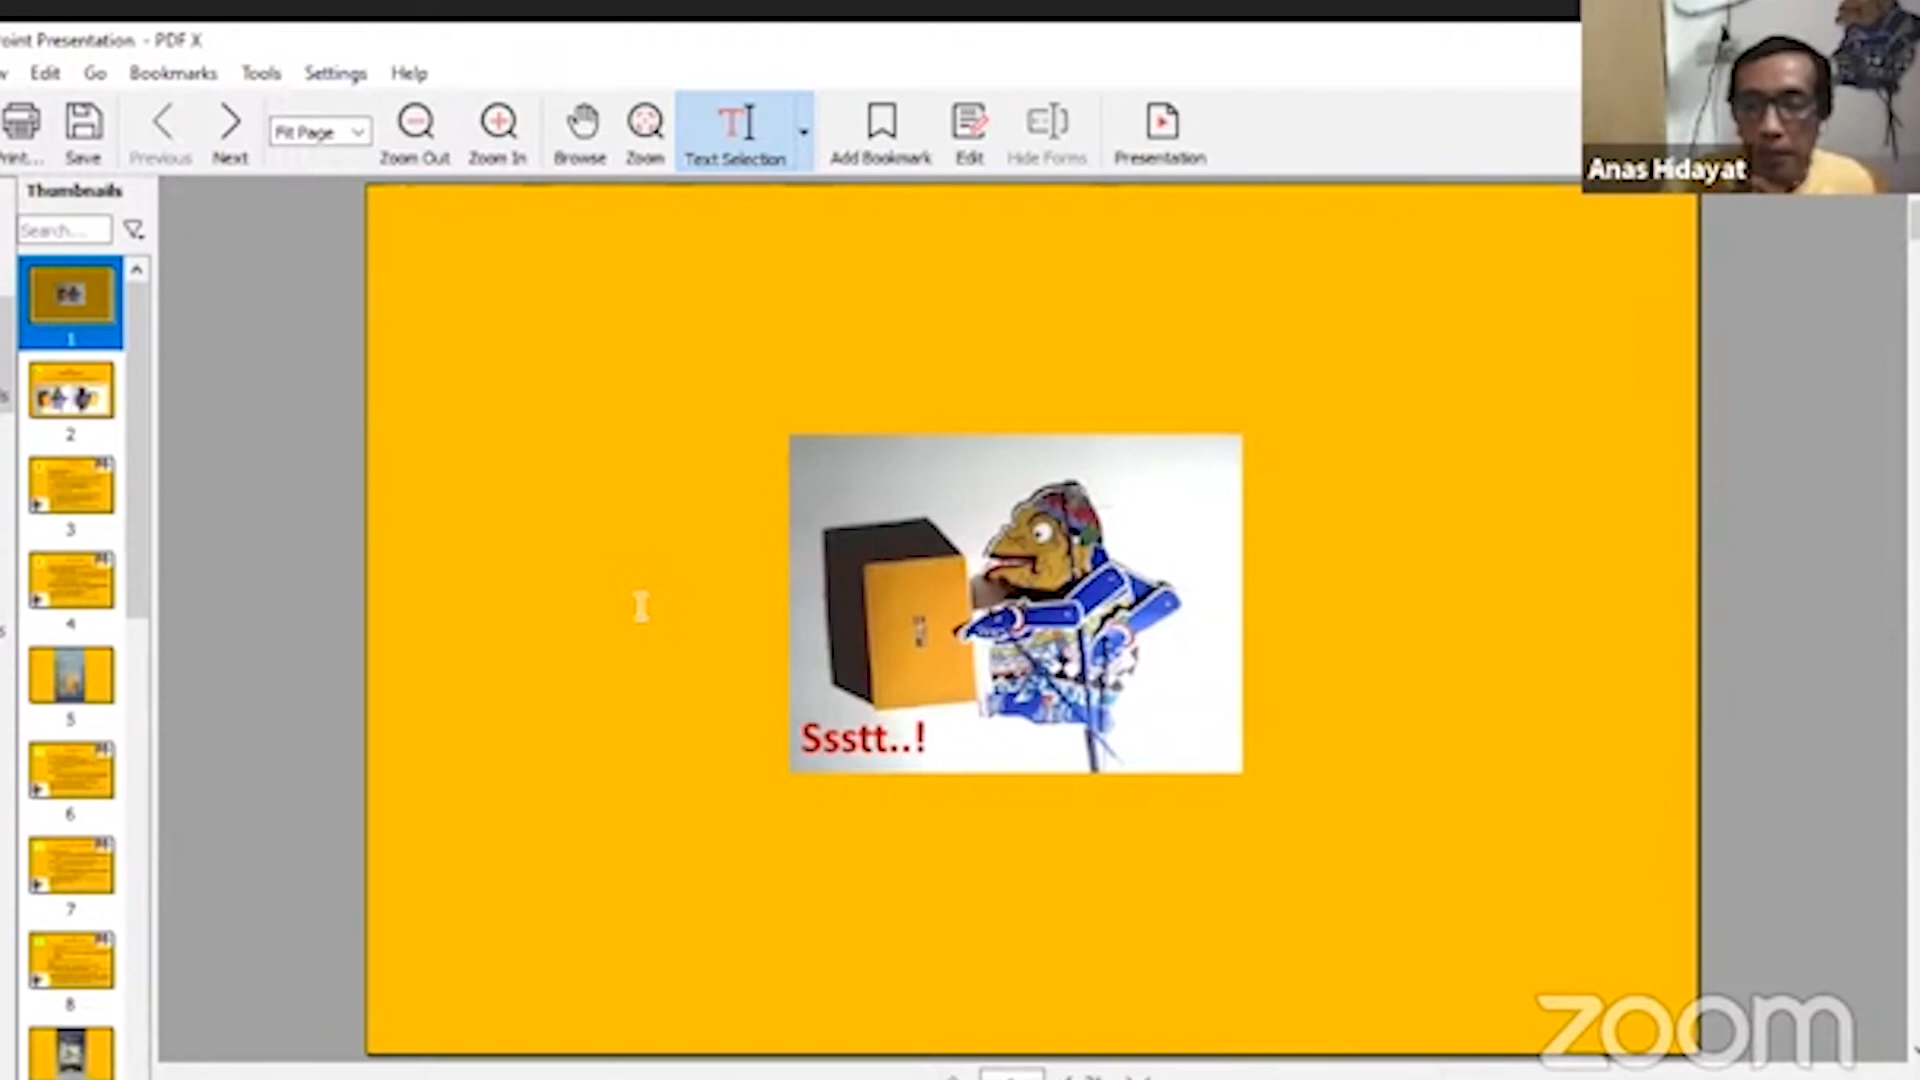 Presentation - PDF X
Edit Go Bookmarks Tools Settings Help
Save Previous Next Fit Page Zoom Out Zoom In Browse Zoom Text Selection Add Bookmark Edit Hide Forms Presentation
Anas Hidayat
Thumbnails
Search...
1
2
3
4
5
6
7
8
Ssstt..!
zoom